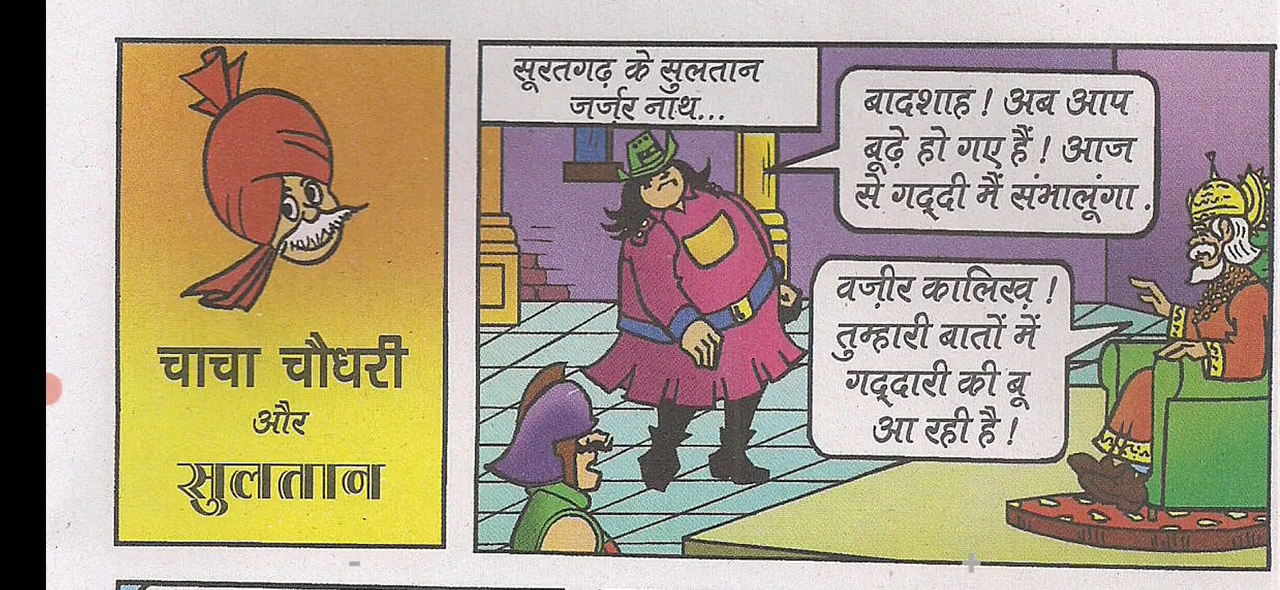 चाचा चौधरी
और
सुलतान
सूरतगढ़ के सुलतान
जर्जर नाथ...
बादशाह ! अब आप
बूढ़े हो गए हैं ! आज
से गद्दी मैं संभालूंगा .
वज़ीर कालिख़ !
तुम्हारी बातों में
गद्दारी की बू
आ रही है !